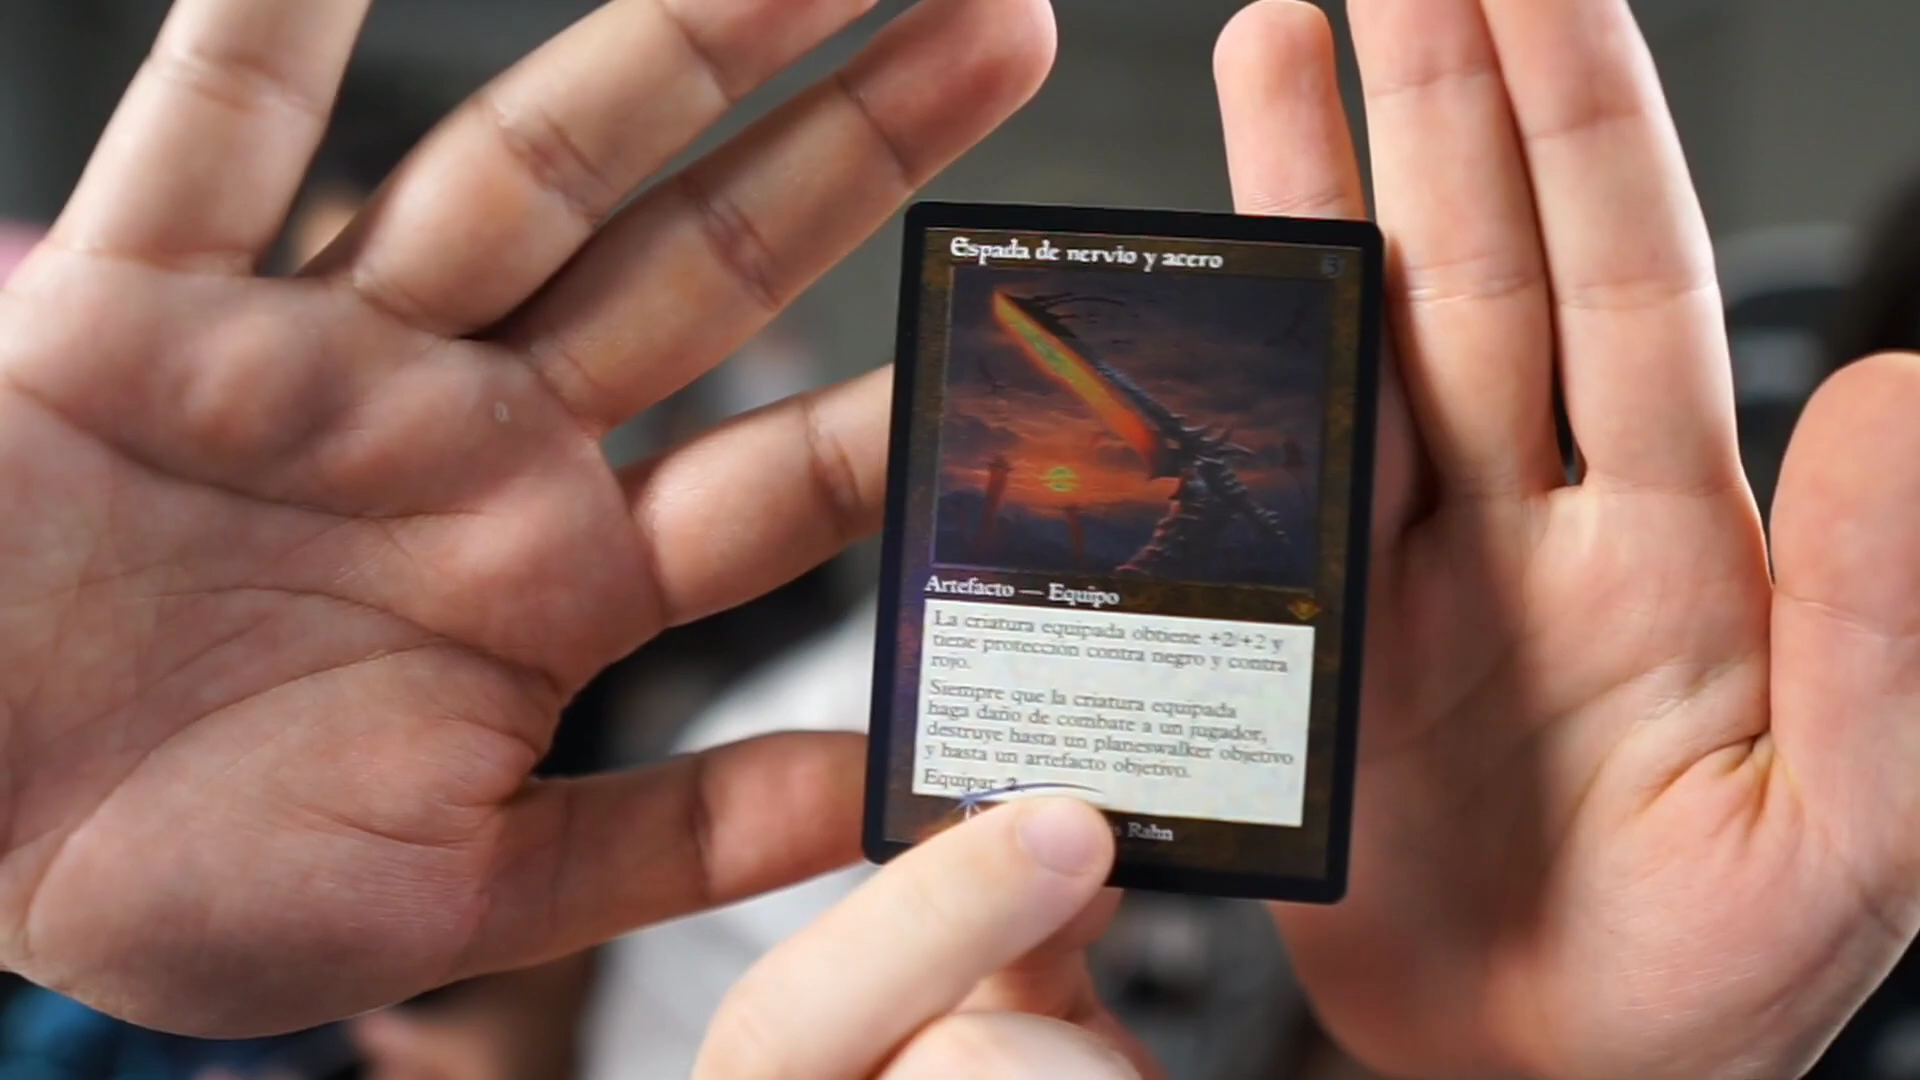 Espada de nervio y acero
3
Artefacto — Equipo
La criatura equipada obtiene +2/+2 y
tiene protección contra negro y contra
rojo.
Siempre que la criatura equipada
haga daño de combate a un jugador,
destruye hasta un planeswalker objetivo
y hasta un artefacto objetivo.
Equipar 2.
Rahn